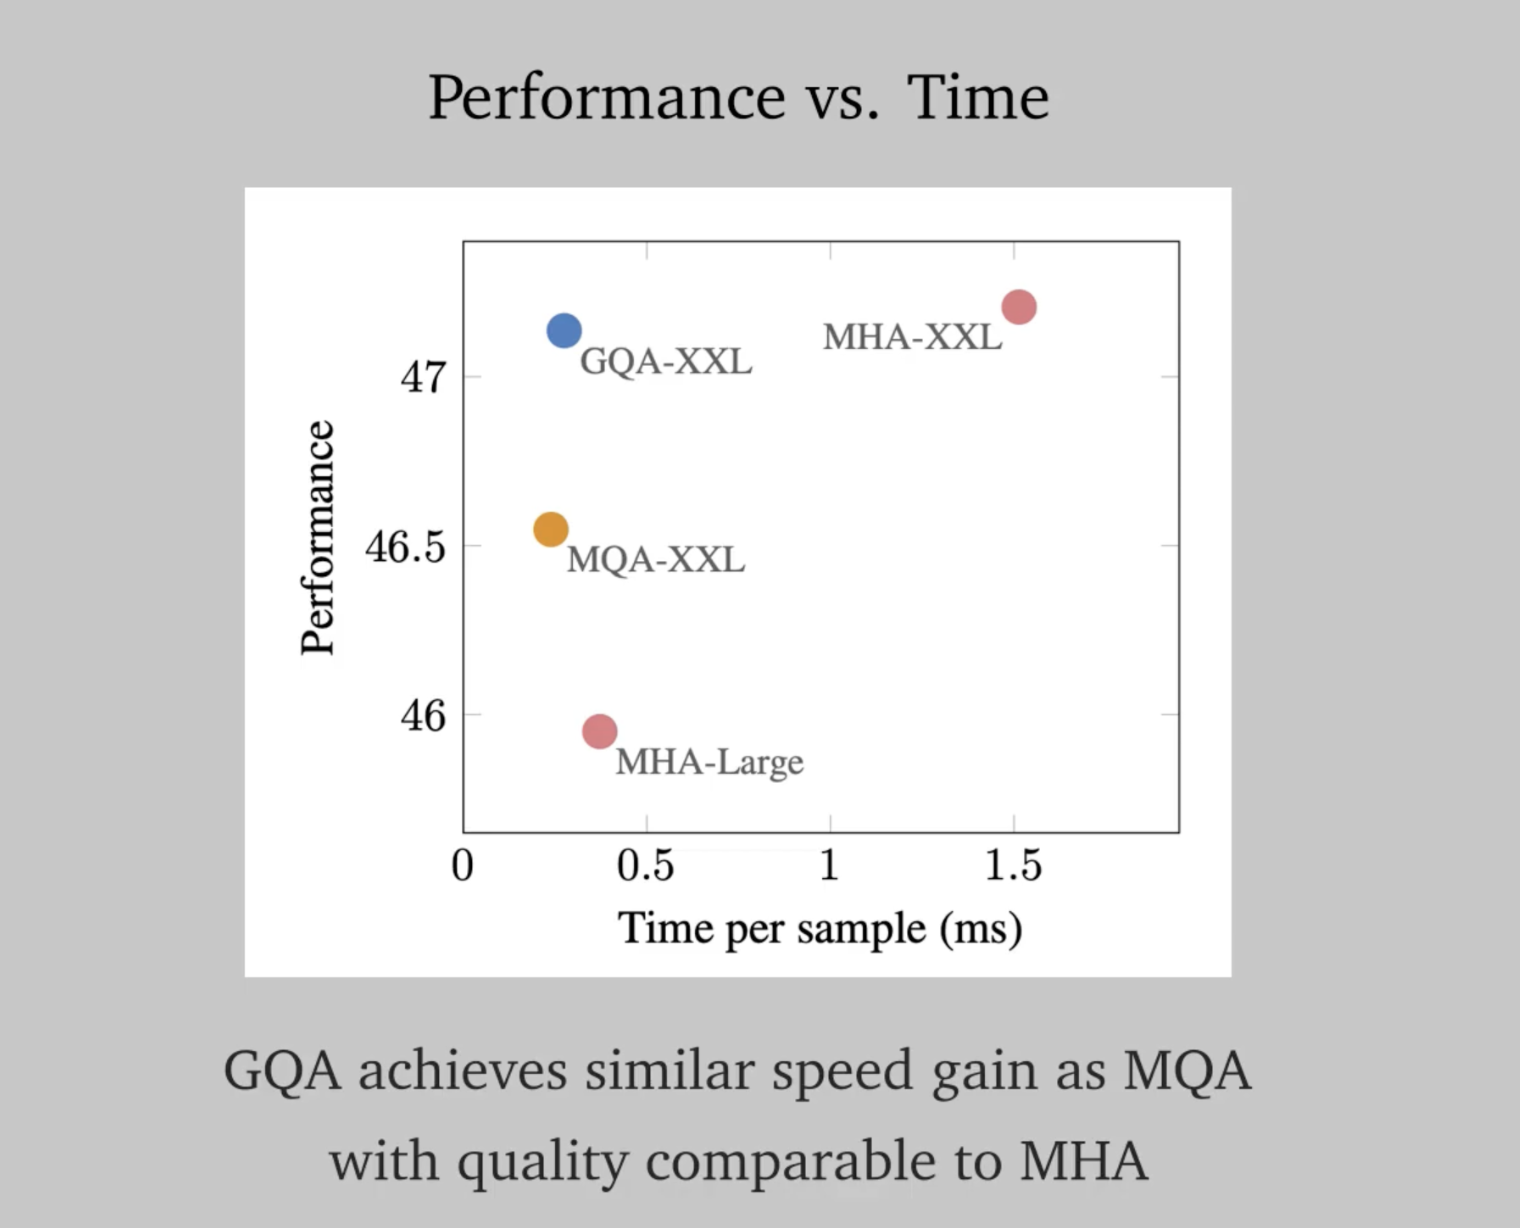 Performance vs. Time
GQA-XXL
MHA-XXL
47
Performance
46.5
MQA-XXL
46
MHA-Large
0 0.5 1 1.5
Time per sample (ms)
GQA achieves similar speed gain as MQA
with quality comparable to MHA